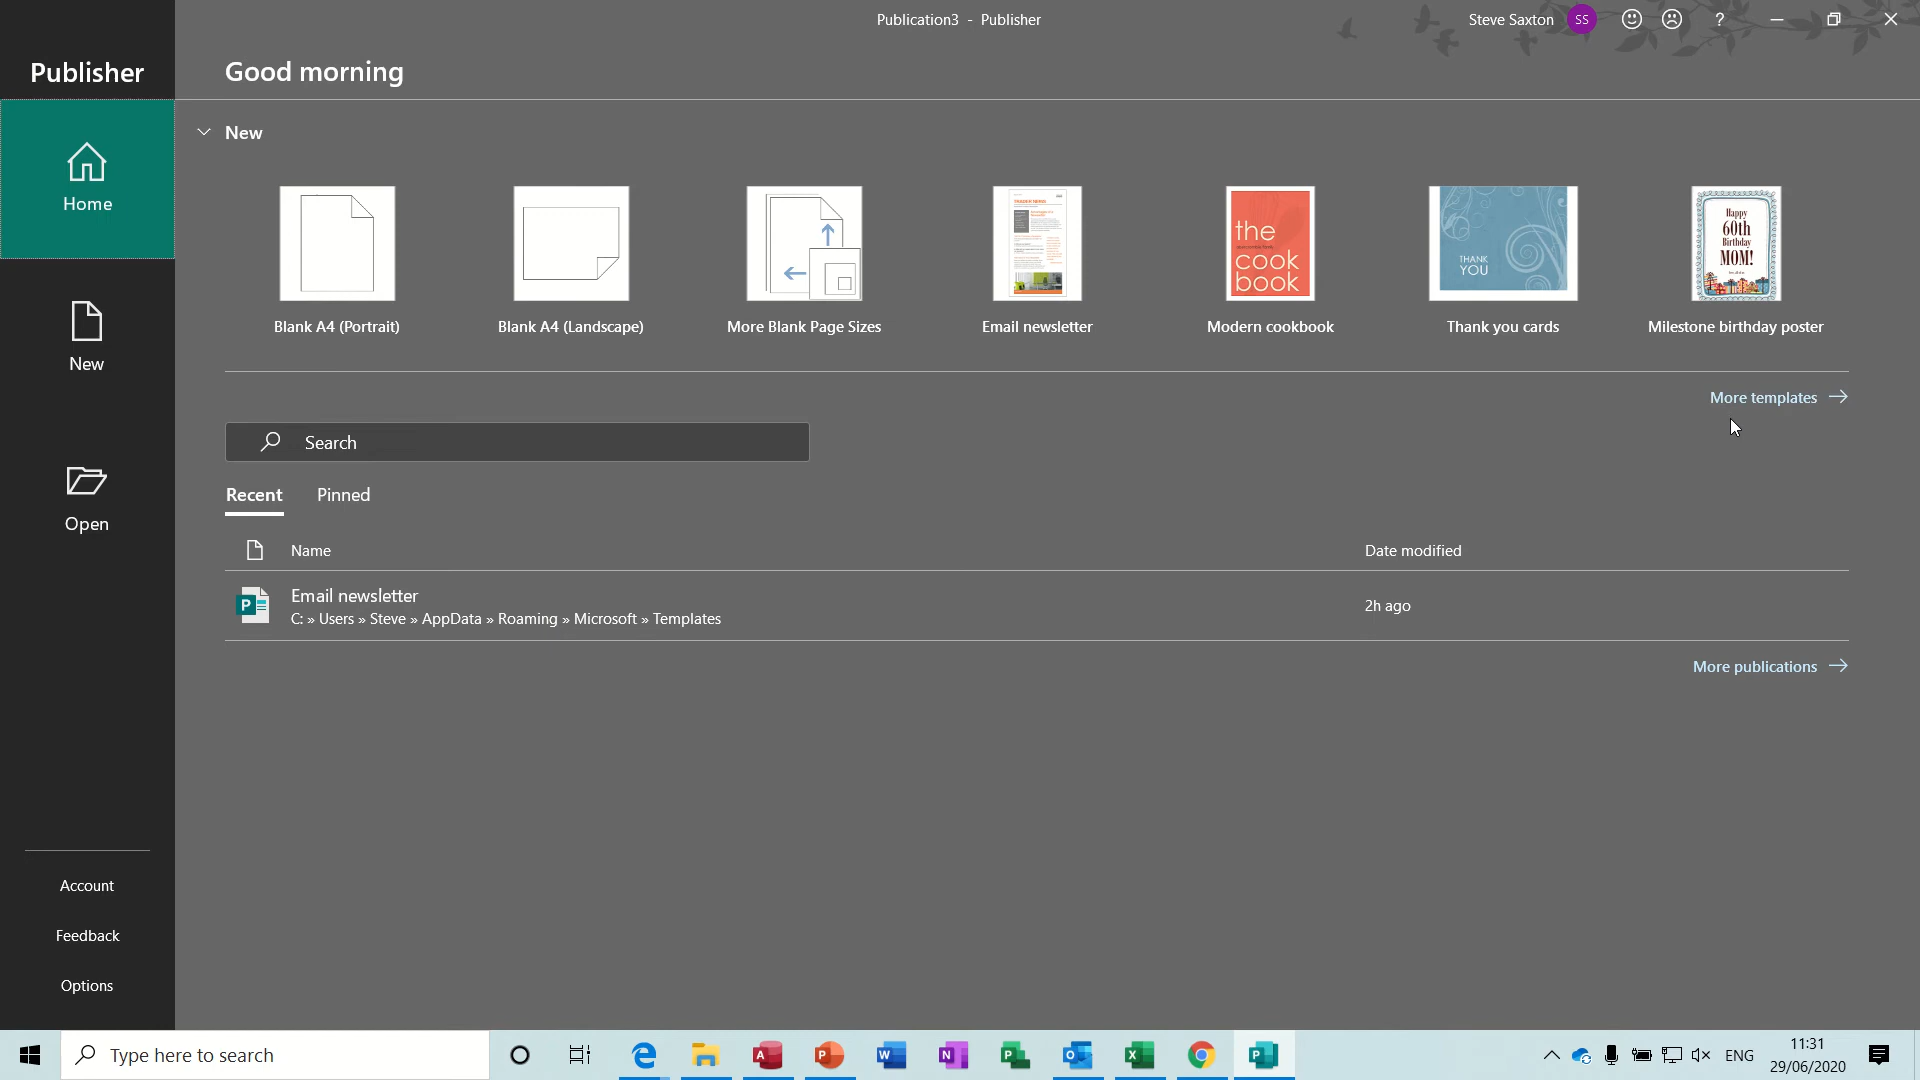 Publication3 - Publisher
Steve Saxton SS
?
Publisher
Good morning
Home
New
Open
Account
Feedback
Options
New
the
cook
book
THANK
YOU
Happy
60th
Birthday
MOM!
Blank A4 (Portrait)
Blank A4 (Landscape)
More Blank Page Sizes
Email newsletter
Modern cookbook
Thank you cards
Milestone birthday poster
More templates
Search
Recent Pinned
Name Date modified
P
Email newsletter
C: » Users » Steve » AppData » Roaming » Microsoft » Templates
2h ago
More publications
Type here to search
A P W N P O X P
ENG
11:31
29/06/2020